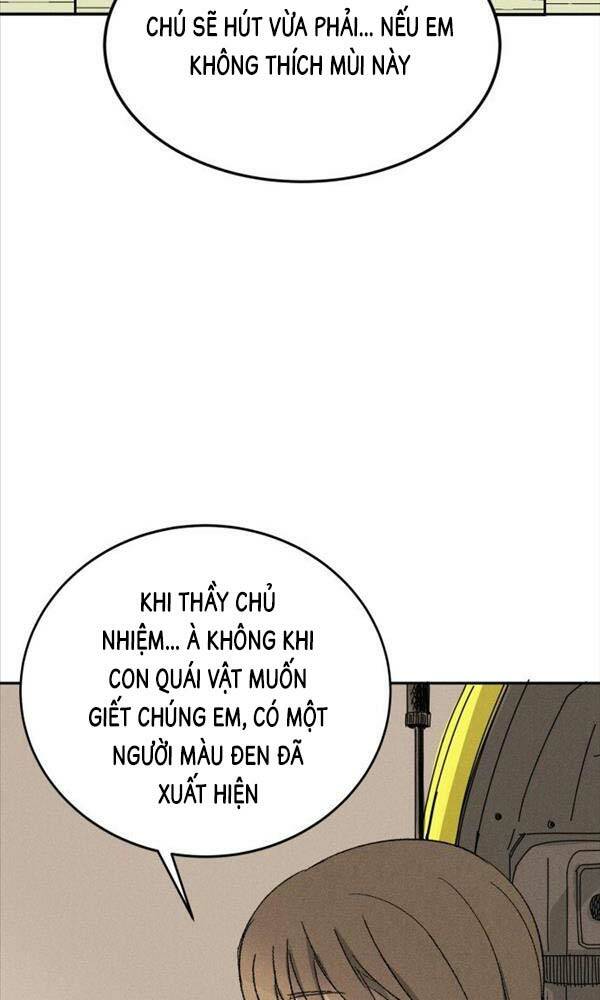 CHÚ SẼ HÚT VỪA PHẢI... NẾU EM
KHÔNG THÍCH MÙI NÀY
KHI THẦY CHỦ
NHIỆM... À KHÔNG KHI
CON QUÁI VẬT MUỐN
GIẾT CHÚNG EM, CÓ MỘT
NGƯỜI MÀU ĐEN ĐÃ
XUẤT HIỆN